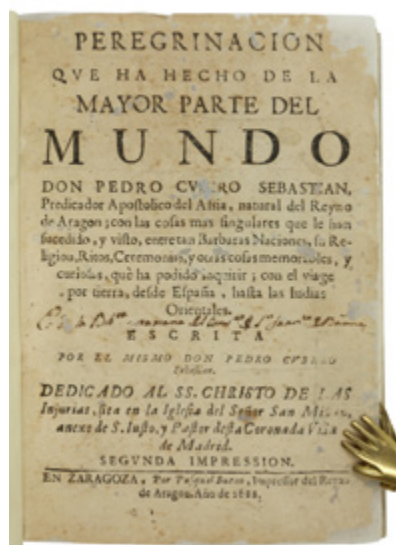 PEREGRINACION
QVE HA HECHO DE LA
MAYOR PARTE DEL
MUNDO
DON PEDRO CVBERO SEBASTIAN,
Predicador Apostolico del Assia, natural del Reyno
de Aragon; con las cosas mas singulares que le han
sucedido, y visto, entre tan Barbaras Naciones, su Re-
ligion, Ritos, Ceremonias, y otras cosas memorables, y
curiosas, que ha podido inquirir; con el viage
por tierra, desde España, hasta las Indias
Orientales.
ESCRITA
POR EL MISMO DON PEDRO CVBERO
Sebastian.
DEDICADO AL SS. CHRISTO DE LAS
Injurias, sita en la Iglesia del Señor San Millan,
anexo de S. Iusto, y Pastor desta Coronada Villa
de Madrid.
SEGVNDA IMPRESSION.
EN ZARAGOZA, Por Pasqual Bueno, Impressor del Reyno
de Aragon. Año de 1688.